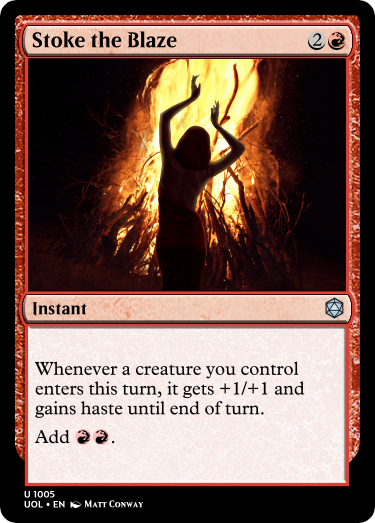 Stoke the Blaze 2
Instant
Whenever a creature you control
enters this turn, it gets +1/+1 and
gains haste until end of turn.
Add .
U 1005
UOL • EN Matt Conway